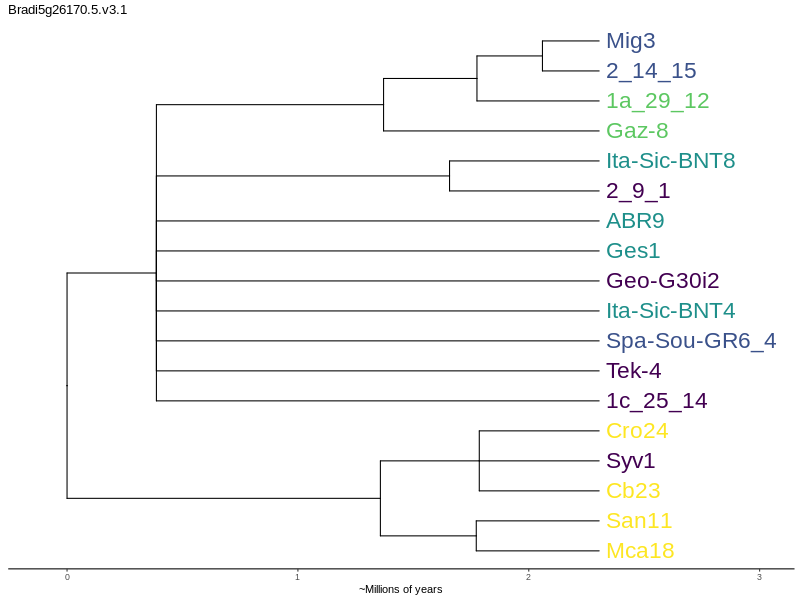 Bradi5g26170.5.v3.1
Mig3
2_14_15
1a_29_12
Gaz-8
Ita-Sic-BNT8
2_9_1
ABR9
Ges1
Geo-G30i2
Ita-Sic-BNT4
Spa-Sou-GR6_4
Tek-4
1c_25_14
Cro24
Syv1
Cb23
San11
Mca18
0 1 2 3
~Millions of years